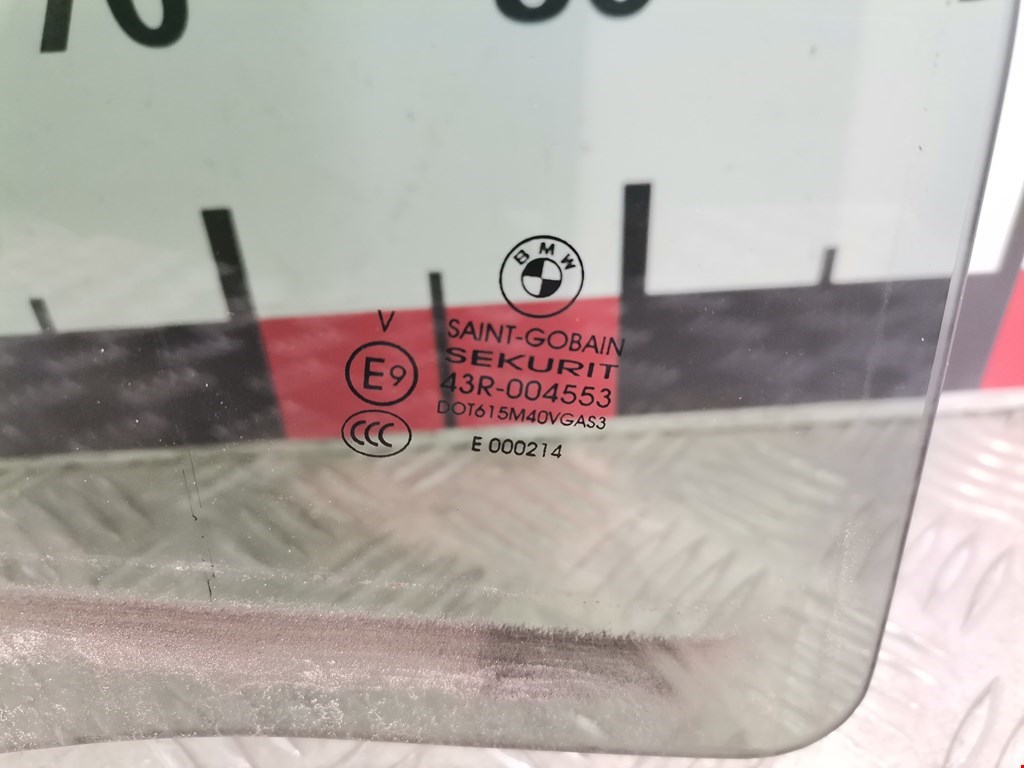 BMW
V
SAINT-GOBAIN
SEKURIT
E9
43R-004553
DOT615M40VGAS3
CCC
E 000214